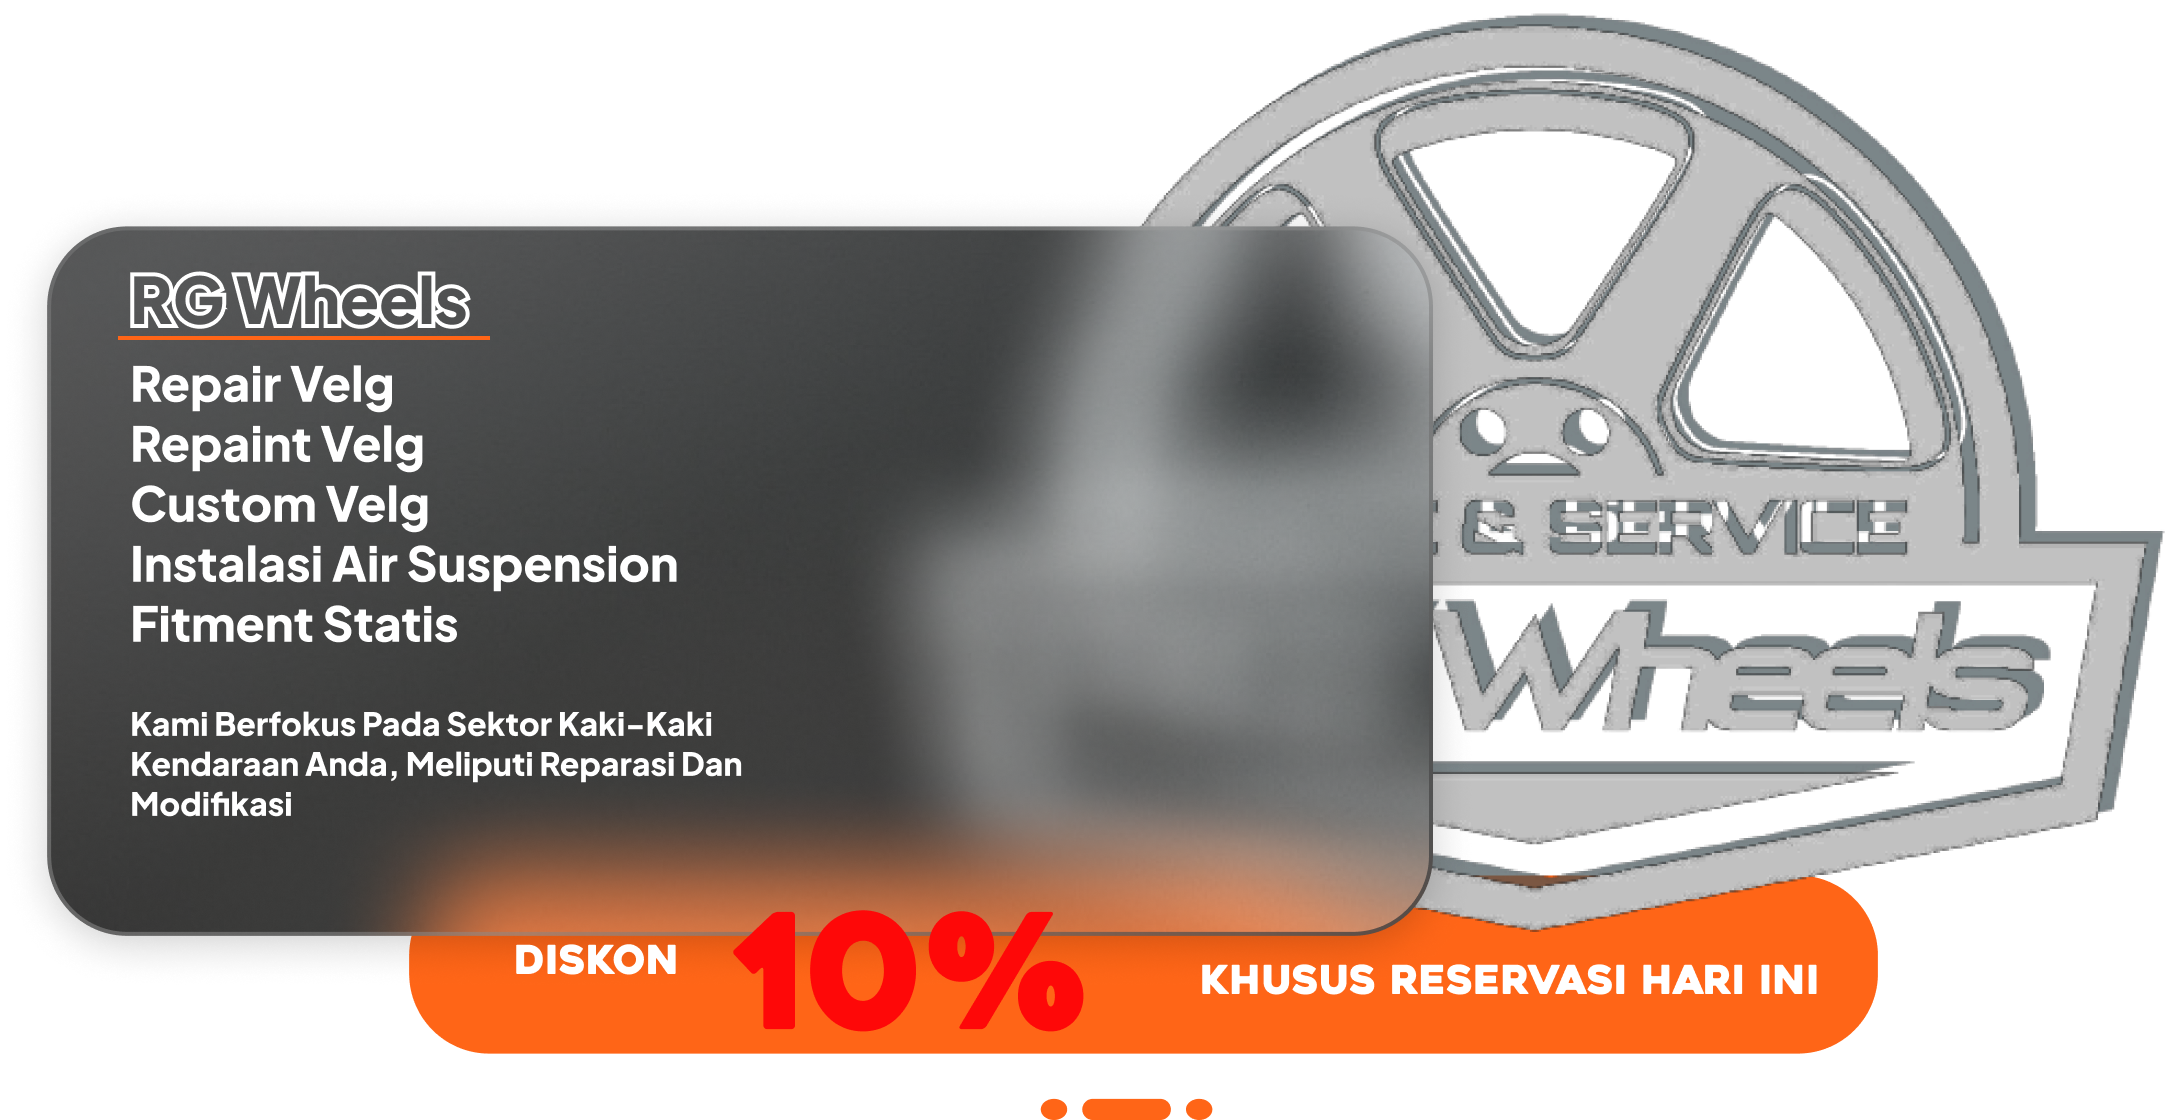 RG Wheels
Repair Velg
Repaint Velg
Custom Velg
Instalasi Air Suspension
Fitment Statis
Kami Berfokus Pada Sektor Kaki-Kaki
Kendaraan Anda, Meliputi Reparasi Dan
Modifikasi
& SERVICE
Wheels
DISKON 10% KHUSUS RESERVASI HARI INI